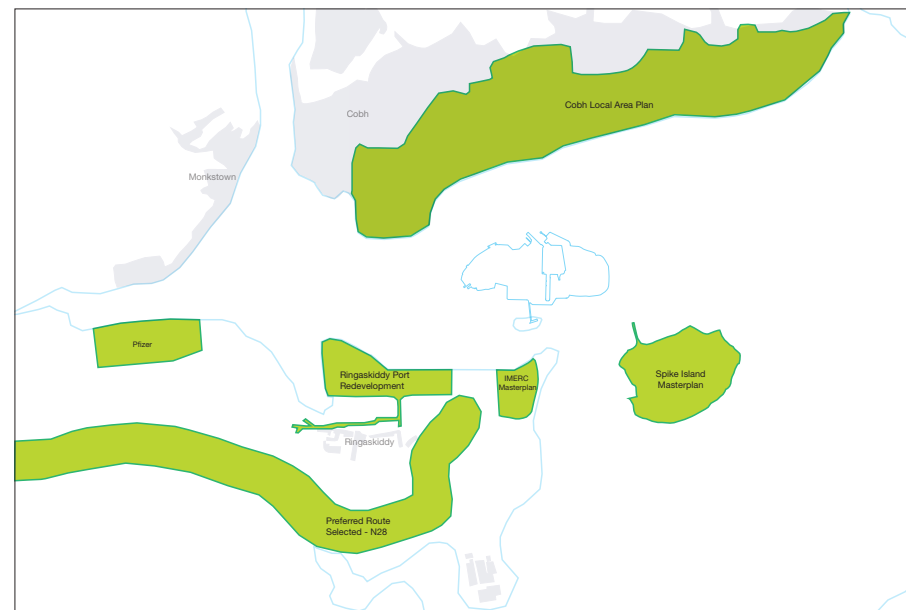 Cobh Local Area Plan
Cobh
Monkstown
Pfizer
Ringaskiddy Port
Redevelopment
IMERC
Masterplan
Spike Island
Masterplan
Ringaskiddy
Preferred Route
Selected - N28